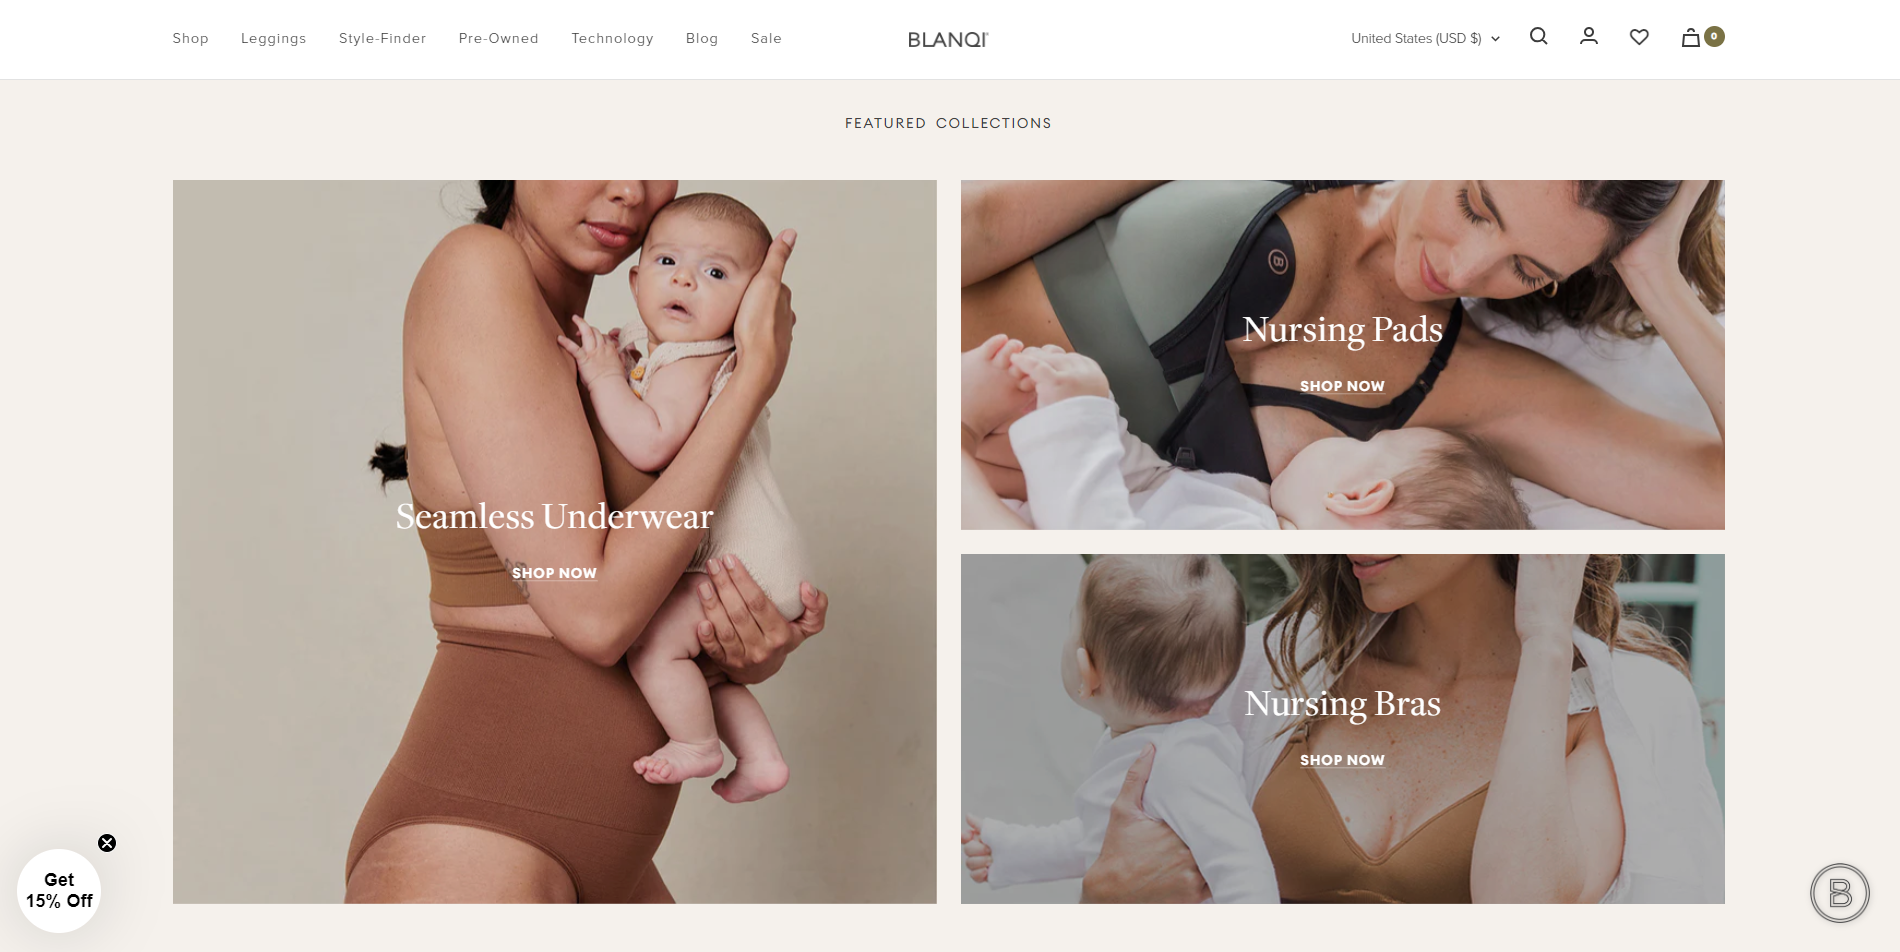 Shop Leggings Style-Finder Pre-Owned Technology Blog Sale BLANQI United States (USD $) 0
FEATURED COLLECTIONS
Seamless Underwear
SHOP NOW
Nursing Pads
SHOP NOW
Nursing Bras
SHOP NOW
Get
15% Off
B